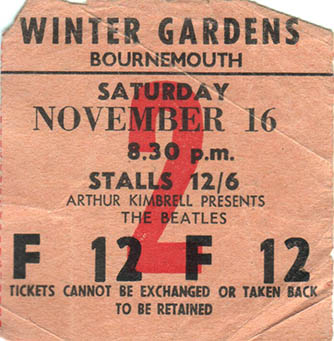 WINTER GARDENS
BOURNEMOUTH
SATURDAY
NOVEMBER 16
8.30 p.m.
STALLS 12/6
ARTHUR KIMBRELL PRESENTS
THE BEATLES
2
F 12 F 12
TICKETS CANNOT BE EXCHANGED OR TAKEN BACK
TO BE RETAINED